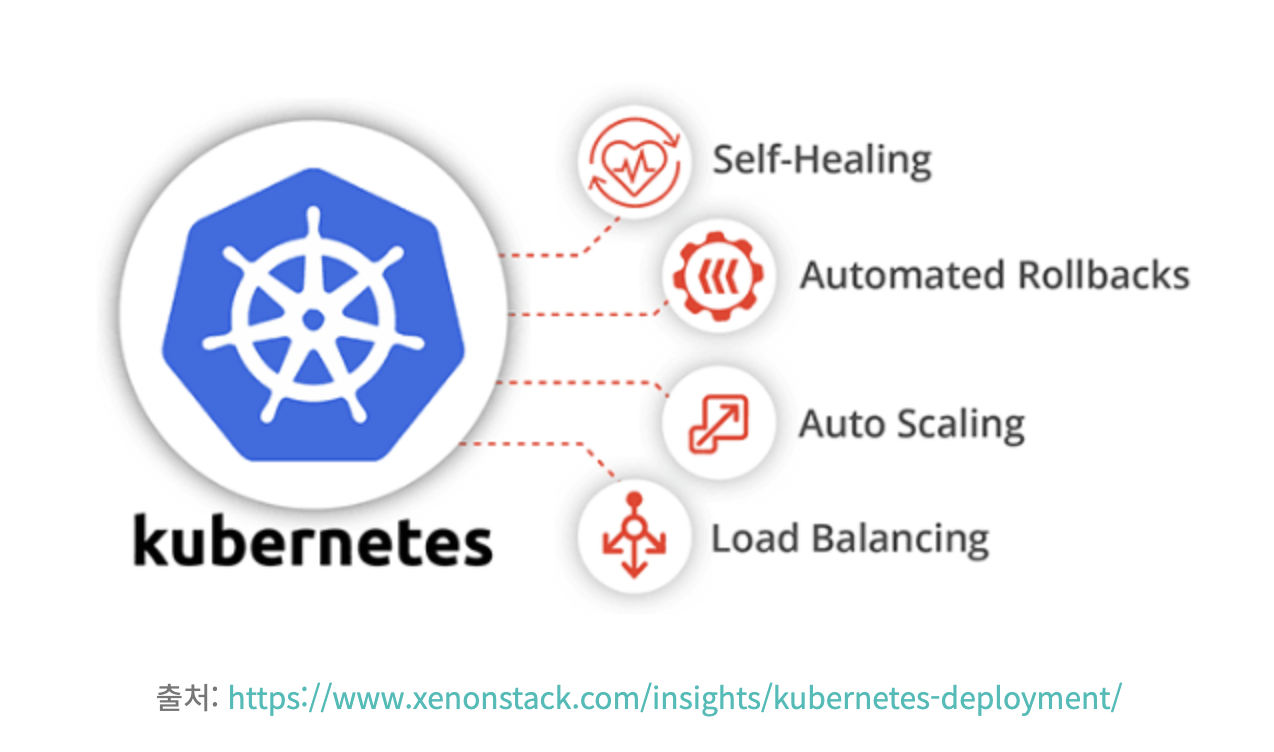 Self-Healing
Automated Rollbacks
Auto Scaling
Load Balancing
kubernetes
출처: https://www.xenonstack.com/insights/kubernetes-deployment/